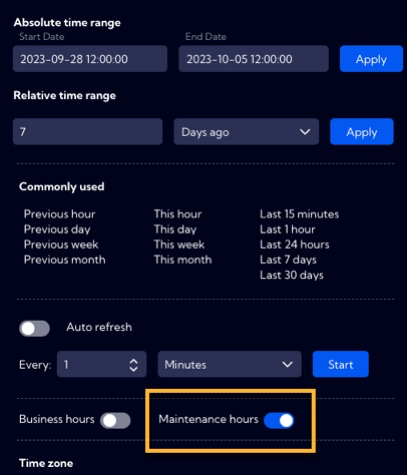 Absolute time range
Start Date End Date
2023-09-28 12:00:00 2023-10-05 12:00:00 Apply
Relative time range
7 Days ago Apply
Commonly used
Previous hour This hour Last 15 minutes
Previous day This day Last 1 hour
Previous week This week Last 24 hours
Previous month This month Last 7 days
Last 30 days
Auto refresh
Every: 1 Minutes Start
Business hours Maintenance hours
Time zone